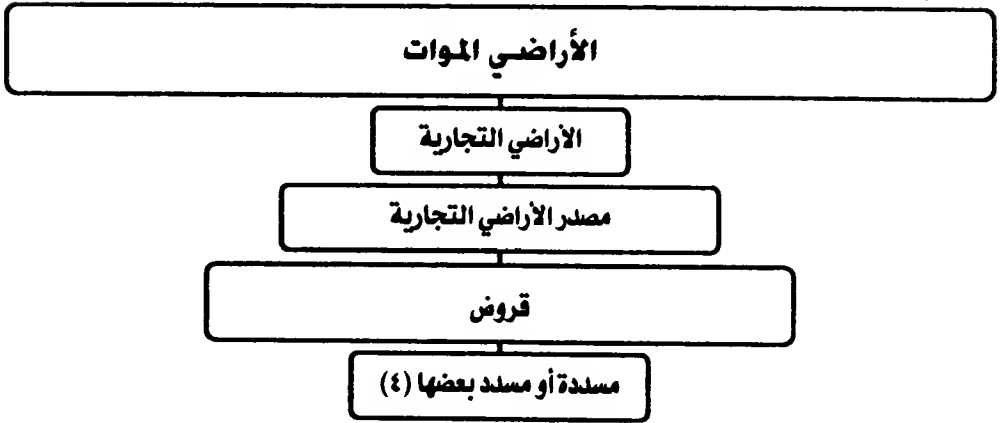 الأراضي الموات
الأراضي التجارية
مصدر الأراضي التجارية
قروض
مسددة أو مسدد بعضها (٤)